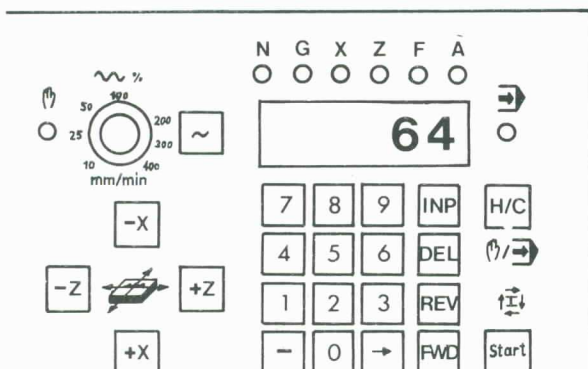 N G X Z F A
%
100
50
200
25
300
10
400
mm/min
~
64
-X
7 8 9 INP H/C
4 5 6 DEL
-Z +Z
1 2 3 REV
+X
- 0 → FWD Start